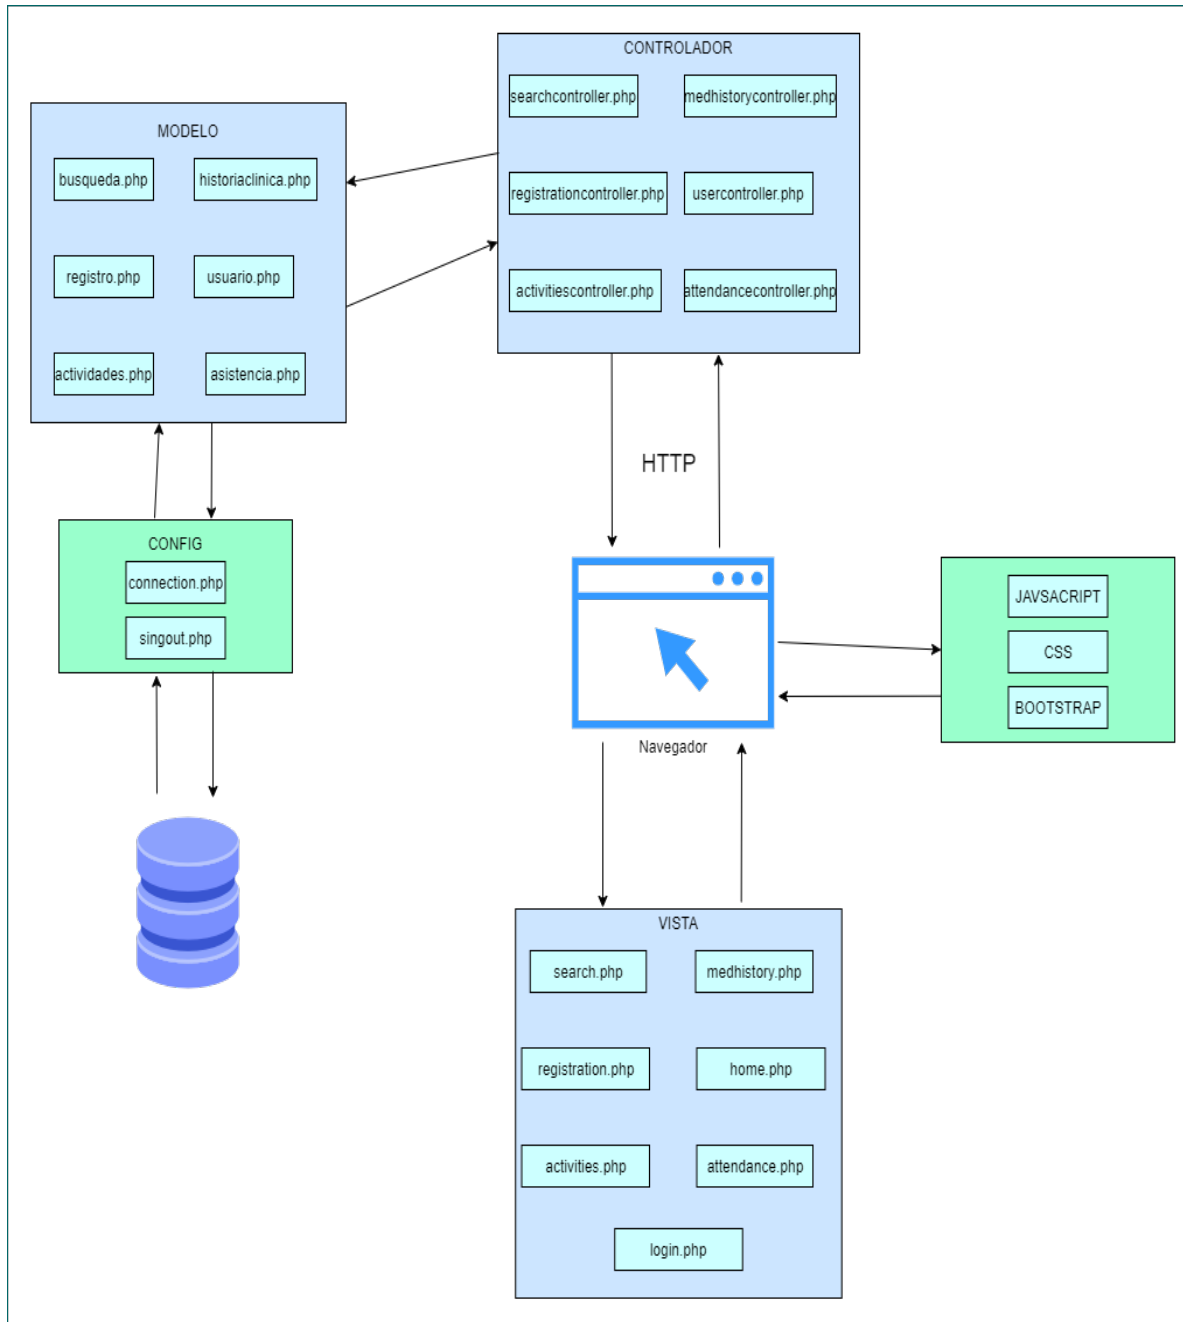 CONTROLADOR
searchcontroller.php
medhistorycontroller.php
registrationcontroller.php
usercontroller.php
activitiescontroller.php
attendancecontroller.php
MODELO
busqueda.php
historiaclinica.php
registro.php
usuario.php
actividades.php
asistencia.php
HTTP
CONFIG
connection.php
singout.php
Navegador
JAVSACRIPT
CSS
BOOTSTRAP
VISTA
search.php
medhistory.php
registration.php
home.php
activities.php
attendance.php
login.php